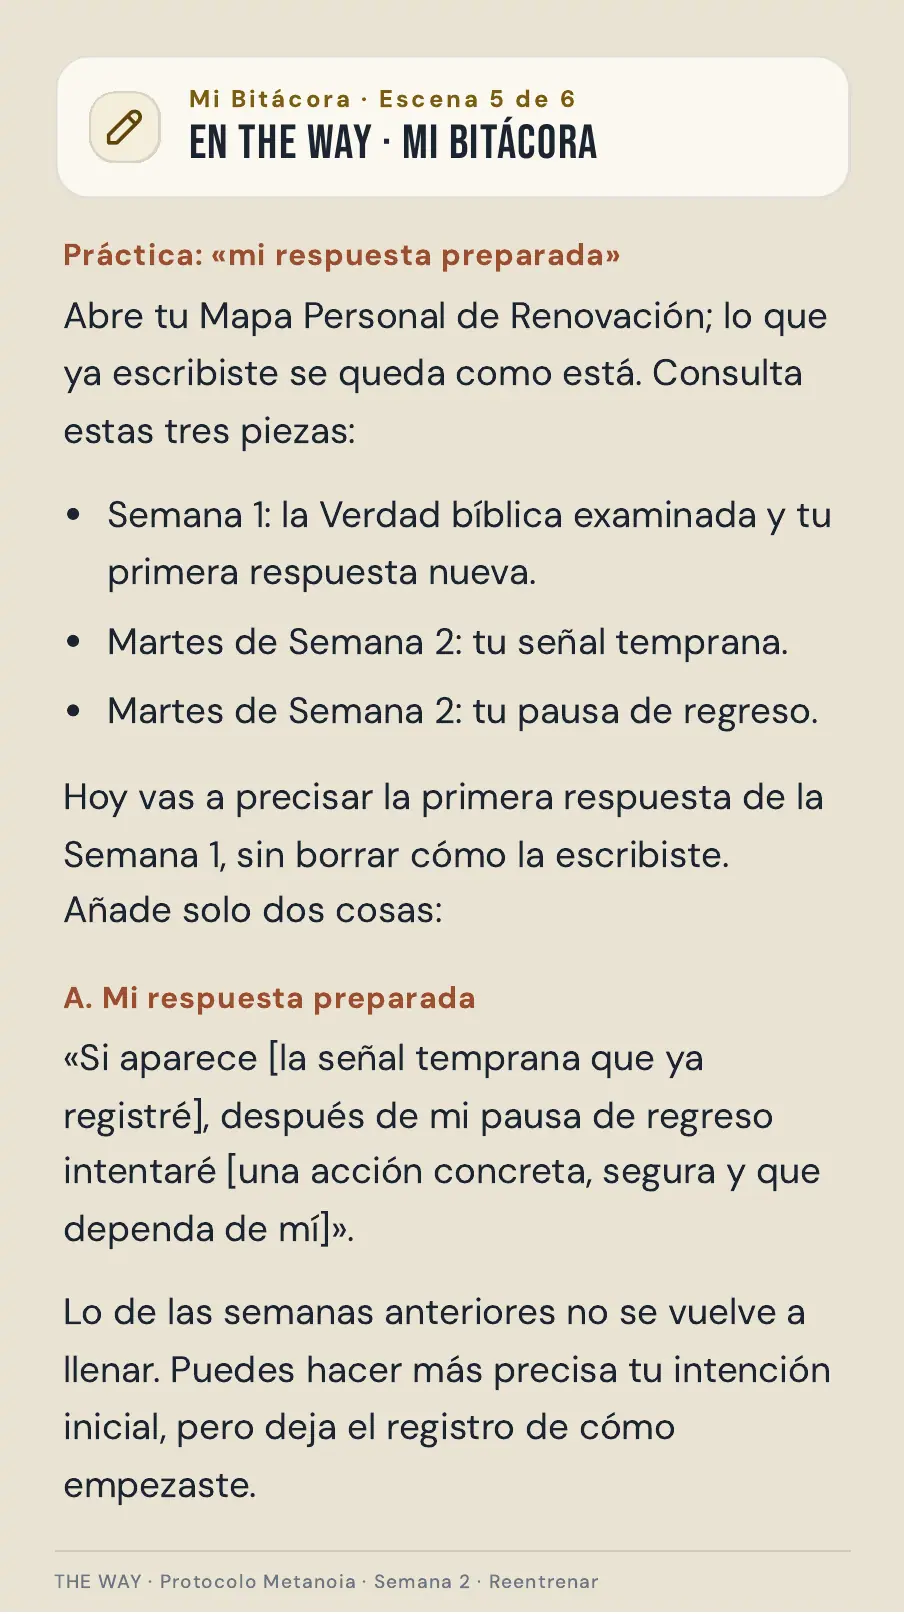 Mi Bitácora · Escena 5 de 6
EN THE WAY · MI BITÁCORA
Práctica: «mi respuesta preparada»
Abre tu Mapa Personal de Renovación; lo que
ya escribiste se queda como está. Consulta
estas tres piezas:
• Semana 1: la Verdad bíblica examinada y tu
primera respuesta nueva.
• Martes de Semana 2: tu señal temprana.
• Martes de Semana 2: tu pausa de regreso.
Hoy vas a precisar la primera respuesta de la
Semana 1, sin borrar cómo la escribiste.
Añade solo dos cosas:
A. Mi respuesta preparada
«Si aparece [la señal temprana que ya
registré], después de mi pausa de regreso
intentaré [una acción concreta, segura y que
dependa de mí]».
Lo de las semanas anteriores no se vuelve a
llenar. Puedes hacer más precisa tu intención
inicial, pero deja el registro de cómo
empezaste.
THE WAY · Protocolo Metanoia · Semana 2 · Reentrenar